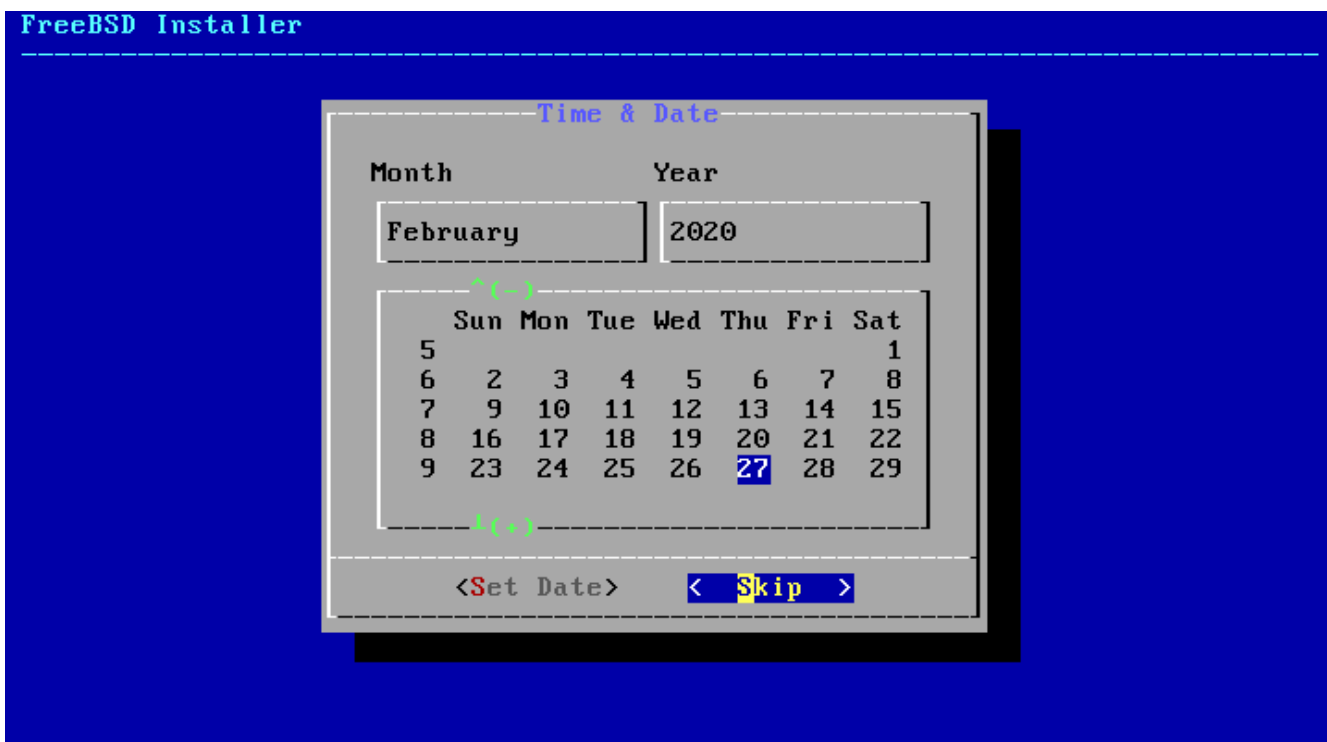 FreeBSD Installer
Time & Date
Month Year
February 2020
^(-)
Sun Mon Tue Wed Thu Fri Sat
5 1
6 2 3 4 5 6 7 8
7 9 10 11 12 13 14 15
8 16 17 18 19 20 21 22
9 23 24 25 26 27 28 29
┴(+)
<Set Date> < Skip >